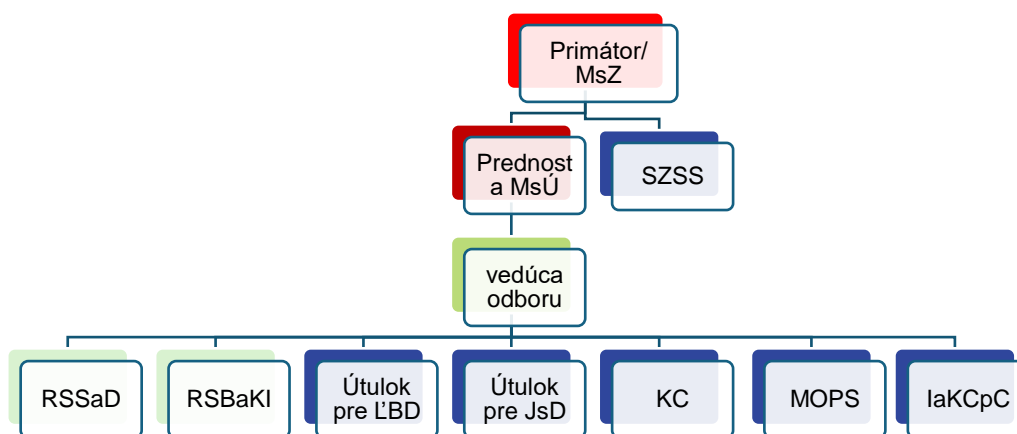 Primátor/
MsZ
Prednost
a MsÚ
SZSS
vedúca
odboru
RSSaD
RSBaKI
Útulok
pre ĽBD
Útulok
pre JsD
KC
MOPS
IaKCpC